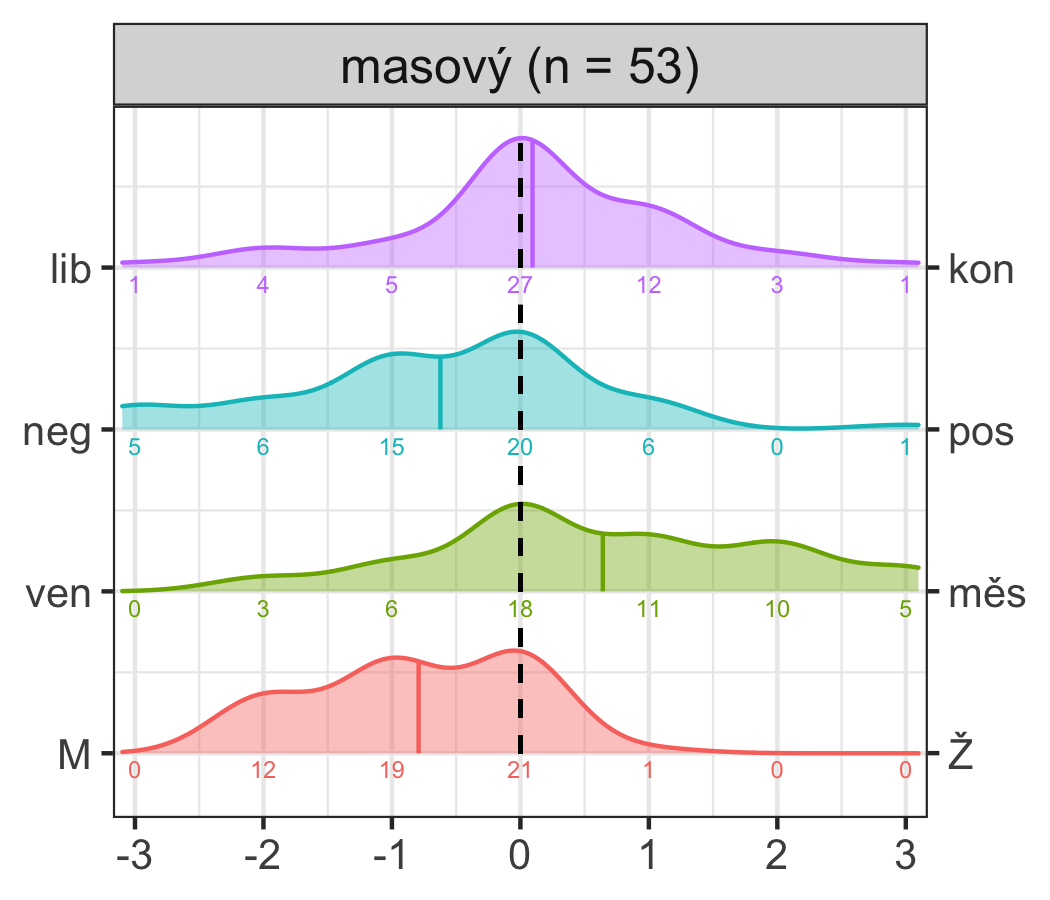 masový (n = 53)
lib kon
1 4 5 27 12 3 1
neg pos
5 6 15 20 6 0 1
ven měs
0 3 6 18 11 10 5
M Ž
0 12 19 21 1 0 0
-3 -2 -1 0 1 2 3